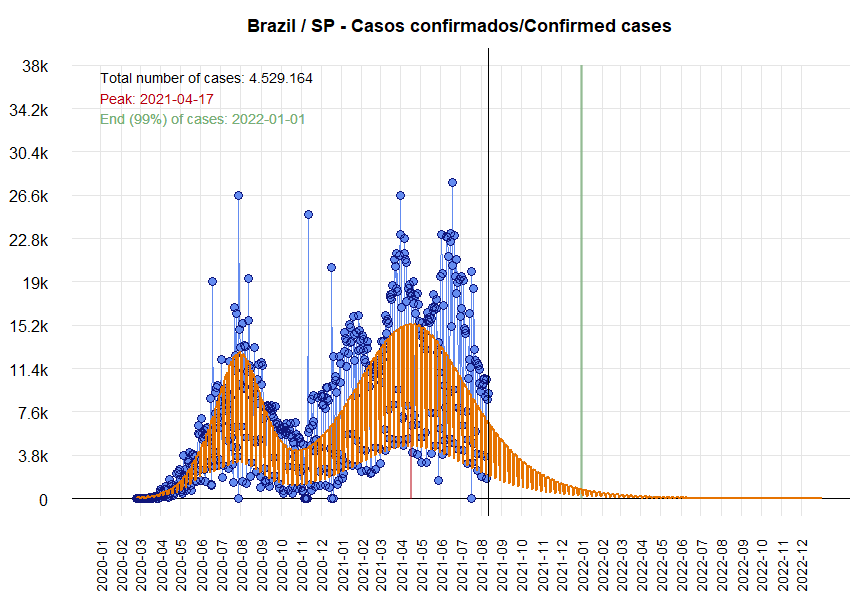 Brazil / SP - Casos confirmados/Confirmed cases
38k
Total number of cases: 4.529.164
Peak: 2021-04-17
End (99%) of cases: 2022-01-01
34.2k
30.4k
26.6k
22.8k
19k
15.2k
11.4k
7.6k
3.8k
0
2020-01
2020-02
2020-03
2020-04
2020-05
2020-06
2020-07
2020-08
2020-09
2020-10
2020-11
2020-12
2021-01
2021-02
2021-03
2021-04
2021-05
2021-06
2021-07
2021-08
2021-09
2021-10
2021-11
2021-12
2022-01
2022-02
2022-03
2022-04
2022-05
2022-06
2022-07
2022-08
2022-09
2022-10
2022-11
2022-12